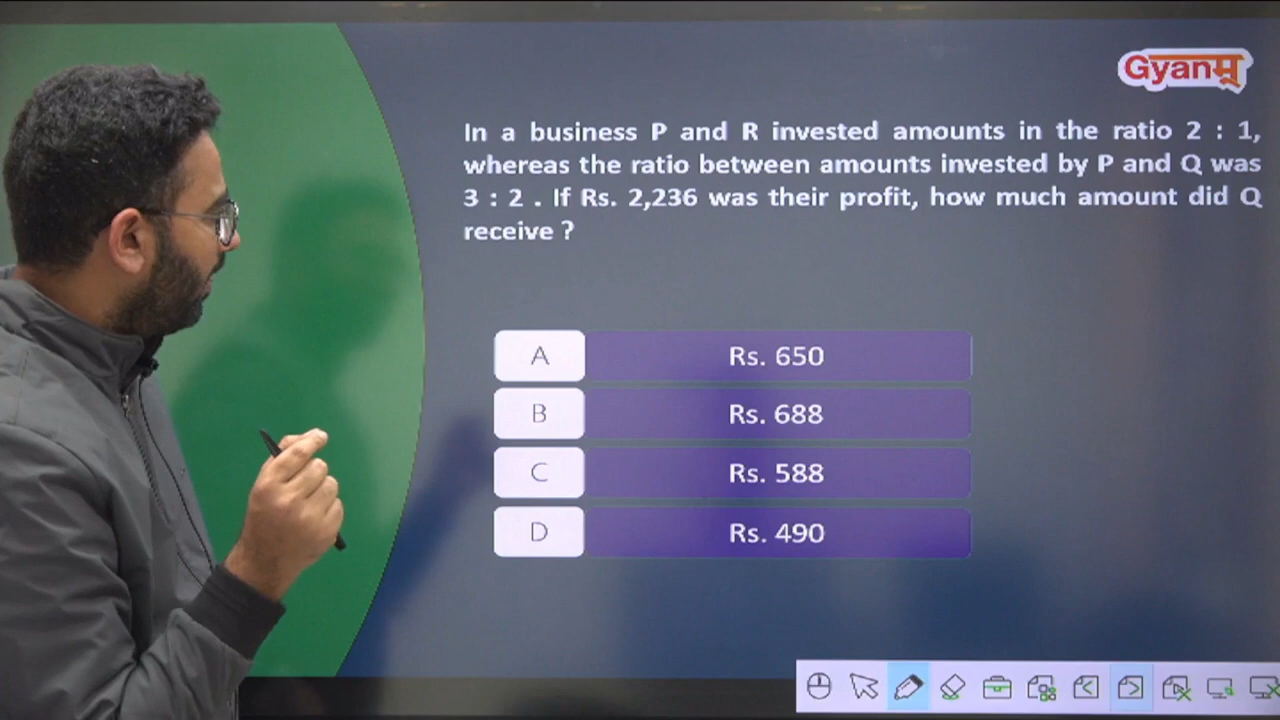 Gyanम्
In a business P and R invested amounts in the ratio 2 : 1,
whereas the ratio between amounts invested by P and Q was
3 : 2 . If Rs. 2,236 was their profit, how much amount did Q
receive ?
A Rs. 650
B Rs. 688
C Rs. 588
D Rs. 490